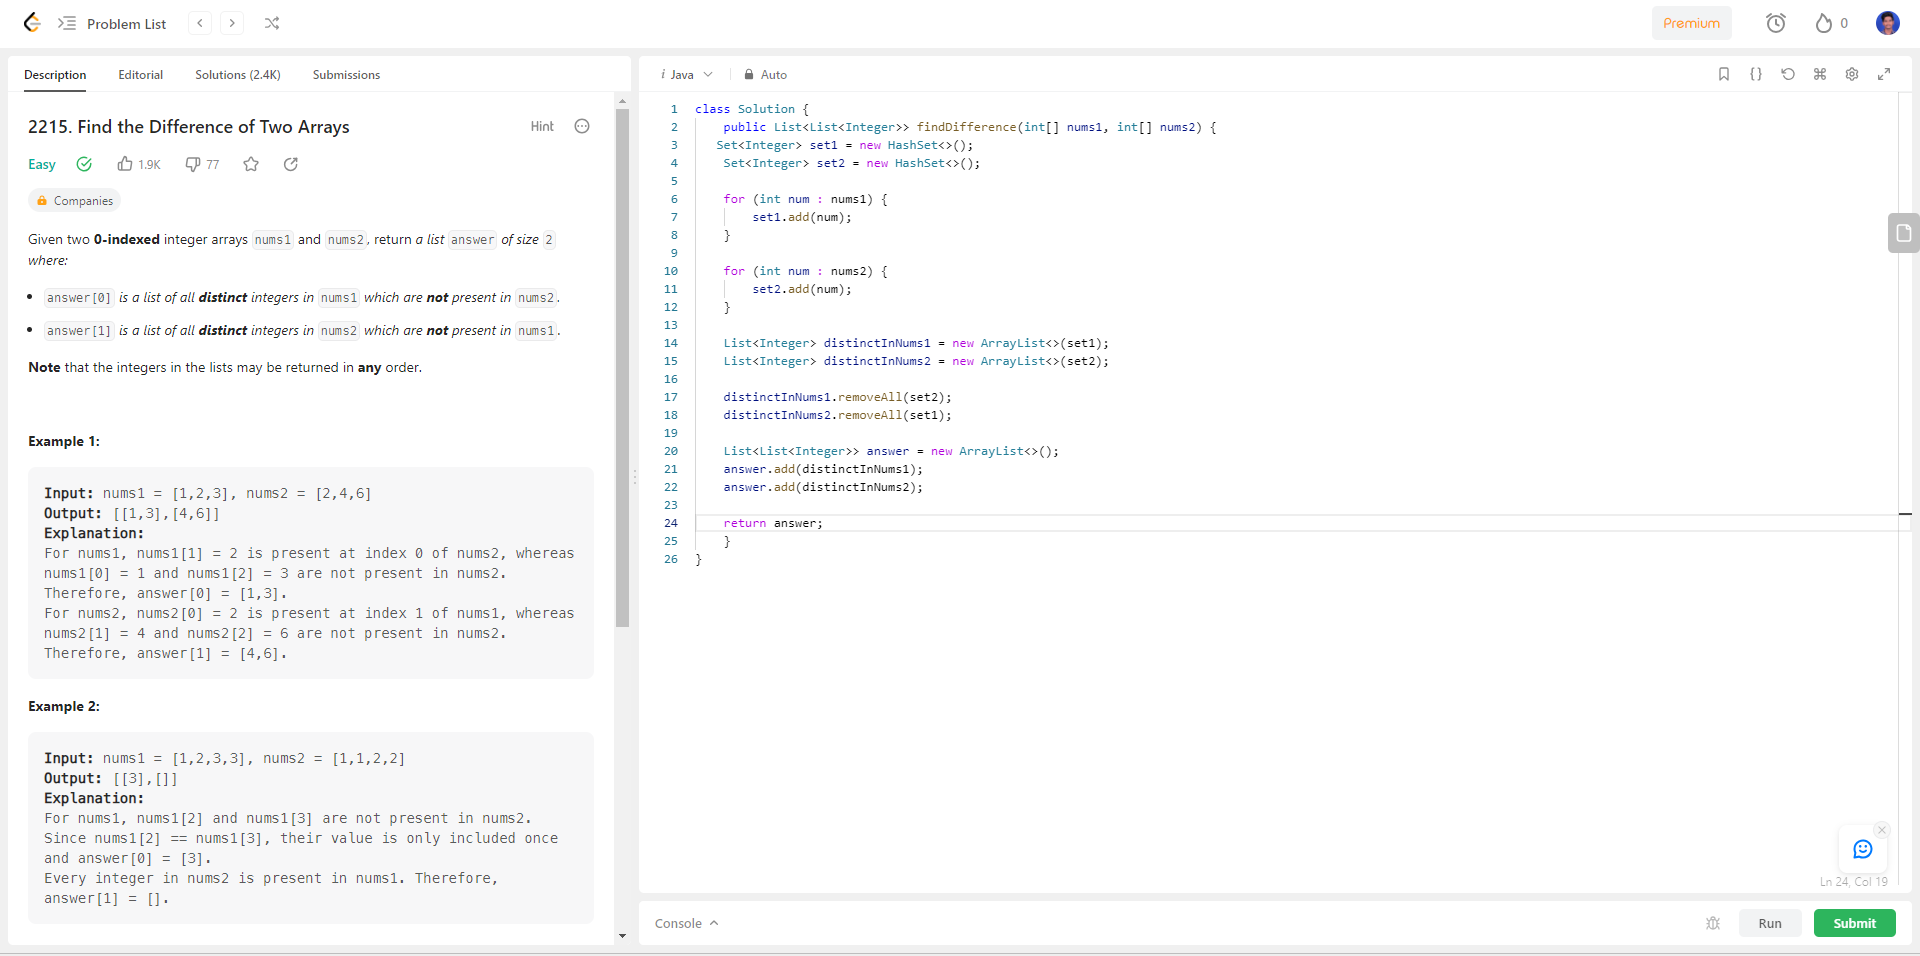 Problem List
Premium
0
Description Editorial Solutions (2.4K) Submissions
2215. Find the Difference of Two Arrays
Hint
Easy 1.9K 77
Companies
Given two 0-indexed integer arrays nums1 and nums2, return a list answer of size 2
where:
• answer[0] is a list of all distinct integers in nums1 which are not present in nums2.
• answer[1] is a list of all distinct integers in nums2 which are not present in nums1.
Note that the integers in the lists may be returned in any order.
Example 1:
Input: nums1 = [1,2,3], nums2 = [2,4,6]
Output: [[1,3],[4,6]]
Explanation:
For nums1, nums1[1] = 2 is present at index 0 of nums2, whereas
nums1[0] = 1 and nums1[2] = 3 are not present in nums2.
Therefore, answer[0] = [1,3].
For nums2, nums2[0] = 2 is present at index 1 of nums1, whereas
nums2[1] = 4 and nums2[2] = 6 are not present in nums2.
Therefore, answer[1] = [4,6].
Example 2:
Input: nums1 = [1,2,3,3], nums2 = [1,1,2,2]
Output: [[3],[]]
Explanation:
For nums1, nums1[2] and nums1[3] are not present in nums2.
Since nums1[2] == nums1[3], their value is only included once
and answer[0] = [3].
Every integer in nums2 is present in nums1. Therefore,
answer[1] = [].
i Java Auto
1 class Solution {
2 public List<List<Integer>> findDifference(int[] nums1, int[] nums2) {
3 Set<Integer> set1 = new HashSet<>();
4 Set<Integer> set2 = new HashSet<>();
5
6 for (int num : nums1) {
7 set1.add(num);
8 }
9
10 for (int num : nums2) {
11 set2.add(num);
12 }
13
14 List<Integer> distinctInNums1 = new ArrayList<>(set1);
15 List<Integer> distinctInNums2 = new ArrayList<>(set2);
16
17 distinctInNums1.removeAll(set2);
18 distinctInNums2.removeAll(set1);
19
20 List<List<Integer>> answer = new ArrayList<>();
21 answer.add(distinctInNums1);
22 answer.add(distinctInNums2);
23
24 return answer;
25 }
26 }
Ln 24, Col 19
Console
Run
Submit